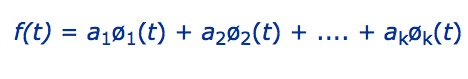 f(t) = a1ø1(t) + a2ø2(t) + .... + akøk(t)